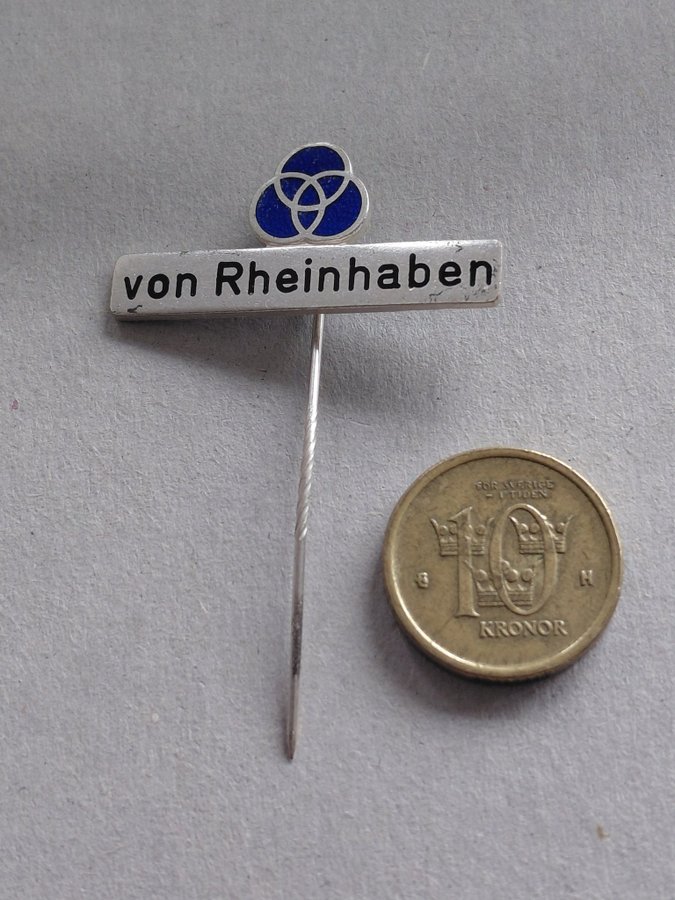 von Rheinhaben
FÖR SVERIGE
– I TIDEN
10
KRONOR